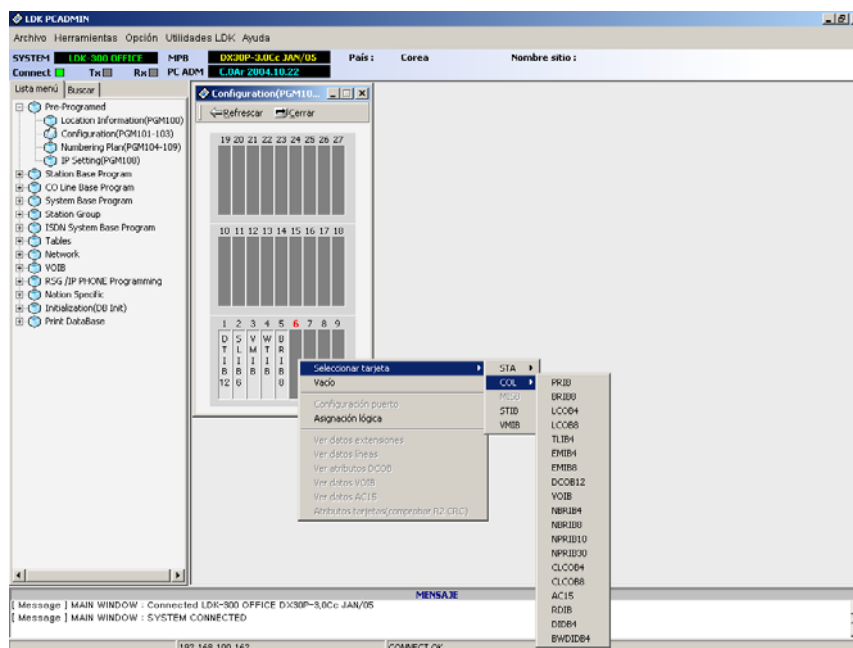 LDK PCADMIN
Archivo Herramientas Opción Utilidades LDK Ayuda
SYSTEM LDK-300 OFFICE MPB DX30P-3.0Cc JAN/05 País : Corea Nombre sitio :
Connect Tx Rx PC ADM C.0Ar 2004.10.22
Lista menú Buscar
Pre-Programed
Location Information(PGM100)
Configuration(PGM101-103)
Numbering Plan(PGM104-109)
IP Setting(PGM108)
Station Base Program
CO Line Base Program
System Base Program
Station Group
ISDN System Base Program
Tables
Network
VOIB
RSG /IP PHONE Programming
Nation Specific
Initialization(DB Init)
Print DataBase
Configuration(PGM10...
Refrescar Cerrar
19 20 21 22 23 24 25 26 27
10 11 12 13 14 15 16 17 18
1 2 3 4 5 6 7 8 9
DTIB12 SLIB6 VMIB WTIB BRIB8
Seleccionar tarjeta
Vacío
Configuración puerto
Asignación lógica
Ver datos extensiones
Ver datos líneas
Ver atributos DCOB
Ver datos VOIB
Ver datos AC15
Atributos tarjetas(comprobar R2 CRC)
STA
COL
MISB
STIB
VMIB
PRIB
BRIB8
LCOB4
LCOB8
TLIB4
EMIB4
EMIB8
DCOB12
VOIB
NBRIB4
NBRIB8
NPRIB10
NPRIB30
CLCOB4
CLCOB8
AC15
RDIB
DIDB4
BWDIDB4
MENSAJE
[ Message ] MAIN WINDOW : Connected LDK-300 OFFICE DX30P-3,0Cc JAN/05
[ Message ] MAIN WINDOW : SYSTEM CONNECTED
192.168.100.162 CONNECT OK